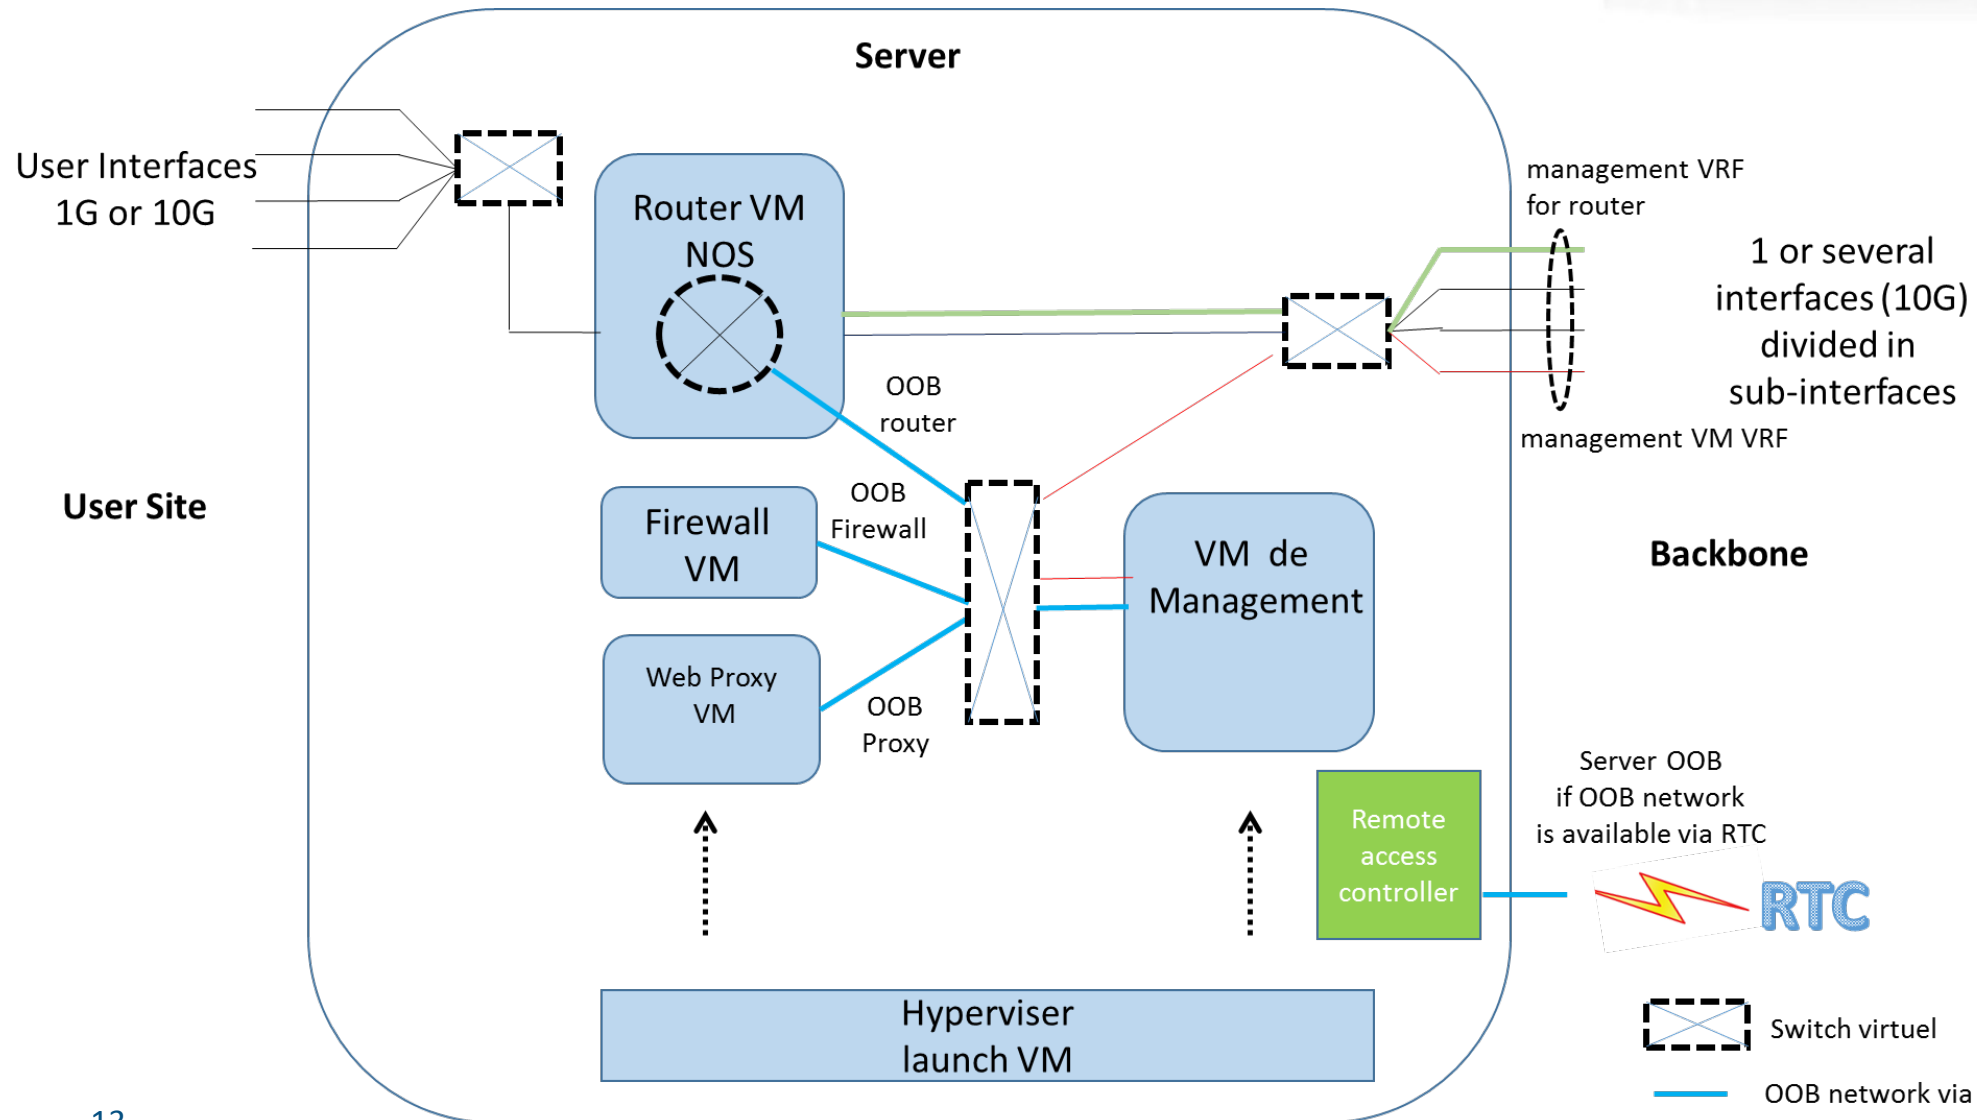 Server
User Interfaces
1G or 10G
Router VM
NOS
management VRF
for router
1 or several
interfaces (10G)
divided in
sub-interfaces
management VM VRF
OOB
router
User Site
OOB
Firewall
Firewall
VM
VM de
Management
Backbone
Web Proxy
VM
OOB
Proxy
Server OOB
if OOB network
is available via RTC
Remote
access
controller
RTC
Hyperviser
launch VM
Switch virtuel
OOB network via